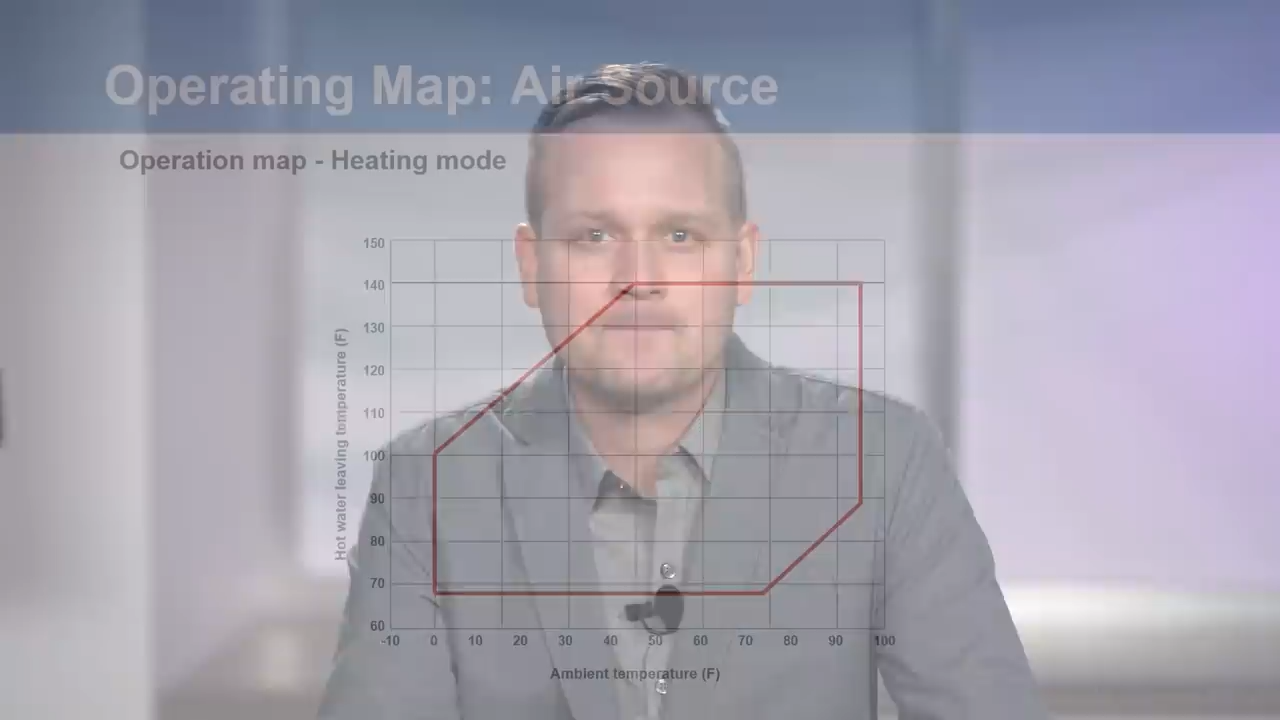 Operating Map: Air Source
Operation map - Heating mode
Hot water leaving temperature (F)
150
140
130
120
110
100
90
80
70
60
-10 0 10 20 30 40 50 60 70 80 90 100
Ambient temperature (F)